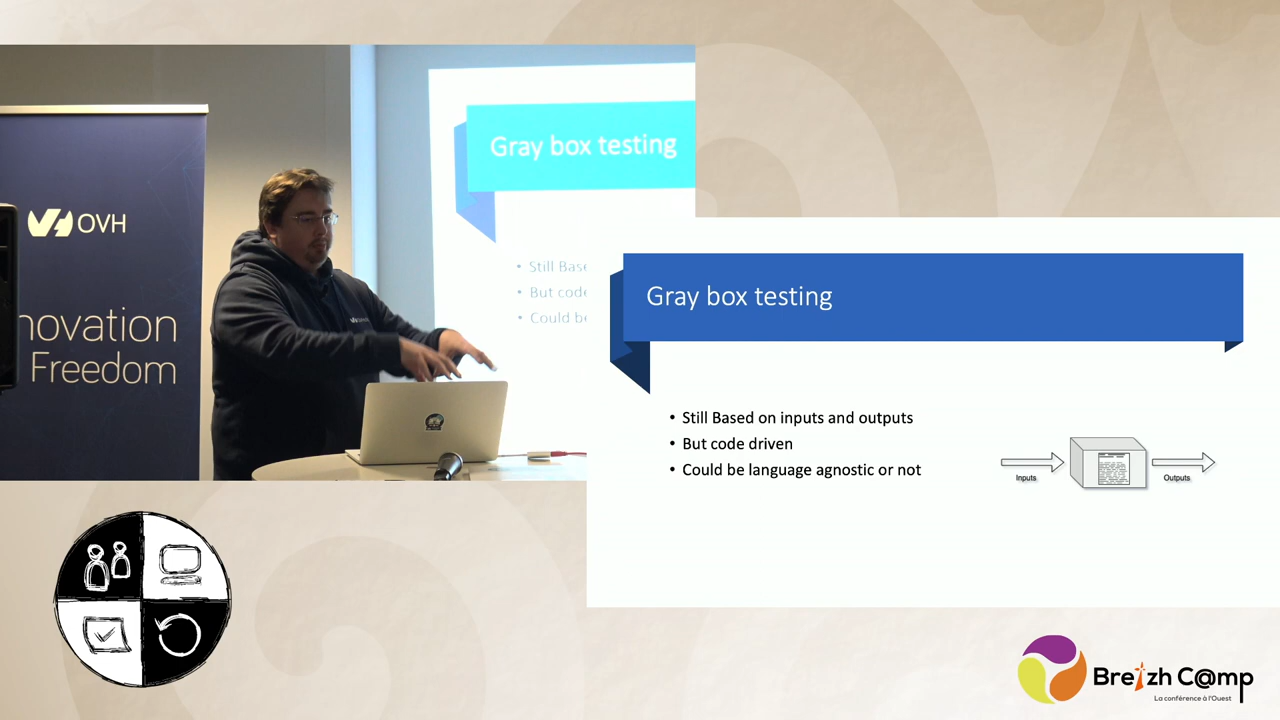 OVH
novation
Freedom
Gray box testing
• Still Base
• But code
• Could be
Gray box testing
• Still Based on inputs and outputs
• But code driven
• Could be language agnostic or not
Inputs
Outputs
Breizh C@mp
La conférence à l'Ouest